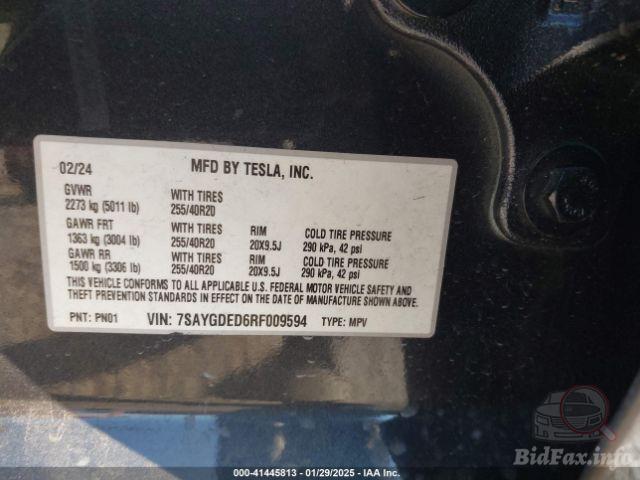 02/24 MFD BY TESLA, INC.
GVWR WITH TIRES
2273 kg (5011 lb) 255/40R20
GAWR FRT WITH TIRES RIM COLD TIRE PRESSURE
1363 kg (3004 lb) 255/40R20 20X9.5J 290 kPa, 42 psi
GAWR RR WITH TIRES RIM COLD TIRE PRESSURE
1500 kg (3306 lb) 255/40R20 20X9.5J 290 kPa, 42 psi
THIS VEHICLE CONFORMS TO ALL APPLICABLE U.S. FEDERAL MOTOR VEHICLE SAFETY AND
THEFT PREVENTION STANDARDS IN EFFECT ON THE DATE OF MANUFACTURE SHOWN ABOVE.
PNT: PN01 VIN: 7SAYGDED6RF009594 TYPE: MPV
BidFax.info
000-41445813 - 01/29/2025 - IAA Inc.